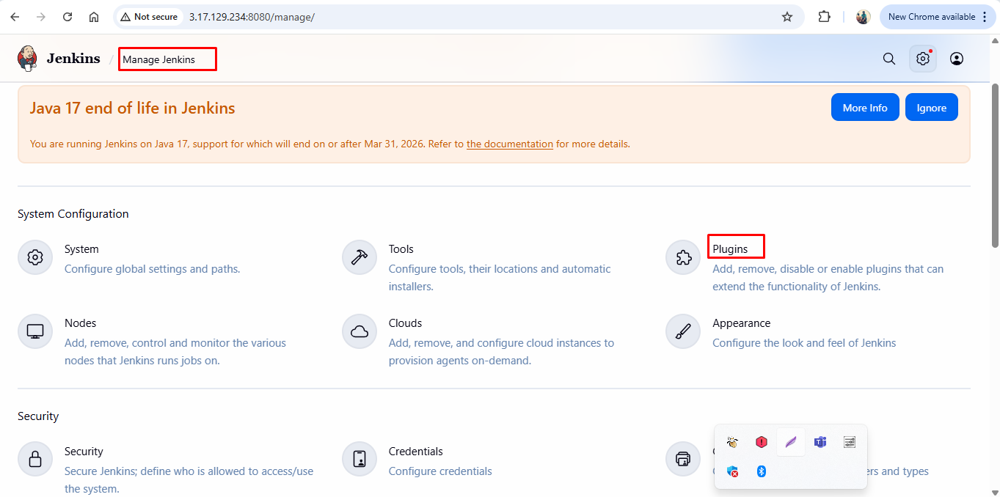 Not secure 3.17.129.234:8080/manage/ New Chrome available
Jenkins / Manage Jenkins
Java 17 end of life in Jenkins
More Info Ignore
You are running Jenkins on Java 17, support for which will end on or after Mar 31, 2026. Refer to the documentation for more details.
System Configuration
System
Configure global settings and paths.
Tools
Configure tools, their locations and automatic
installers.
Plugins
Add, remove, disable or enable plugins that can
extend the functionality of Jenkins.
Nodes
Add, remove, control and monitor the various
nodes that Jenkins runs jobs on.
Clouds
Add, remove, and configure cloud instances to
provision agents on-demand.
Appearance
Configure the look and feel of Jenkins
Security
Security
Secure Jenkins; define who is allowed to access/use
the system.
Credentials
Configure credentials
and types